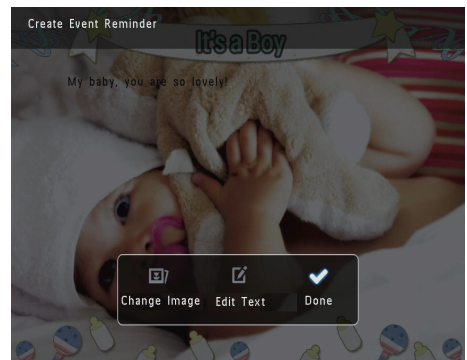 Create Event Reminder
It's a Boy
My baby, you are so lovely!
Change Image
Edit Text
Done